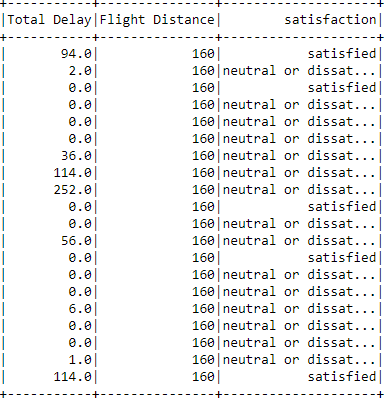 +-----------+---------------+--------------------+
|Total Delay|Flight Distance|        satisfaction|
+-----------+---------------+--------------------+
|       94.0|            160|           satisfied|
|        2.0|            160|neutral or dissat...|
|        0.0|            160|           satisfied|
|        0.0|            160|neutral or dissat...|
|        0.0|            160|neutral or dissat...|
|        0.0|            160|neutral or dissat...|
|       36.0|            160|neutral or dissat...|
|      114.0|            160|neutral or dissat...|
|      252.0|            160|neutral or dissat...|
|        0.0|            160|           satisfied|
|        0.0|            160|neutral or dissat...|
|       56.0|            160|neutral or dissat...|
|        0.0|            160|           satisfied|
|        0.0|            160|neutral or dissat...|
|        0.0|            160|neutral or dissat...|
|        6.0|            160|neutral or dissat...|
|        0.0|            160|neutral or dissat...|
|        0.0|            160|neutral or dissat...|
|        1.0|            160|neutral or dissat...|
|      114.0|            160|           satisfied|
+-----------+---------------+--------------------+